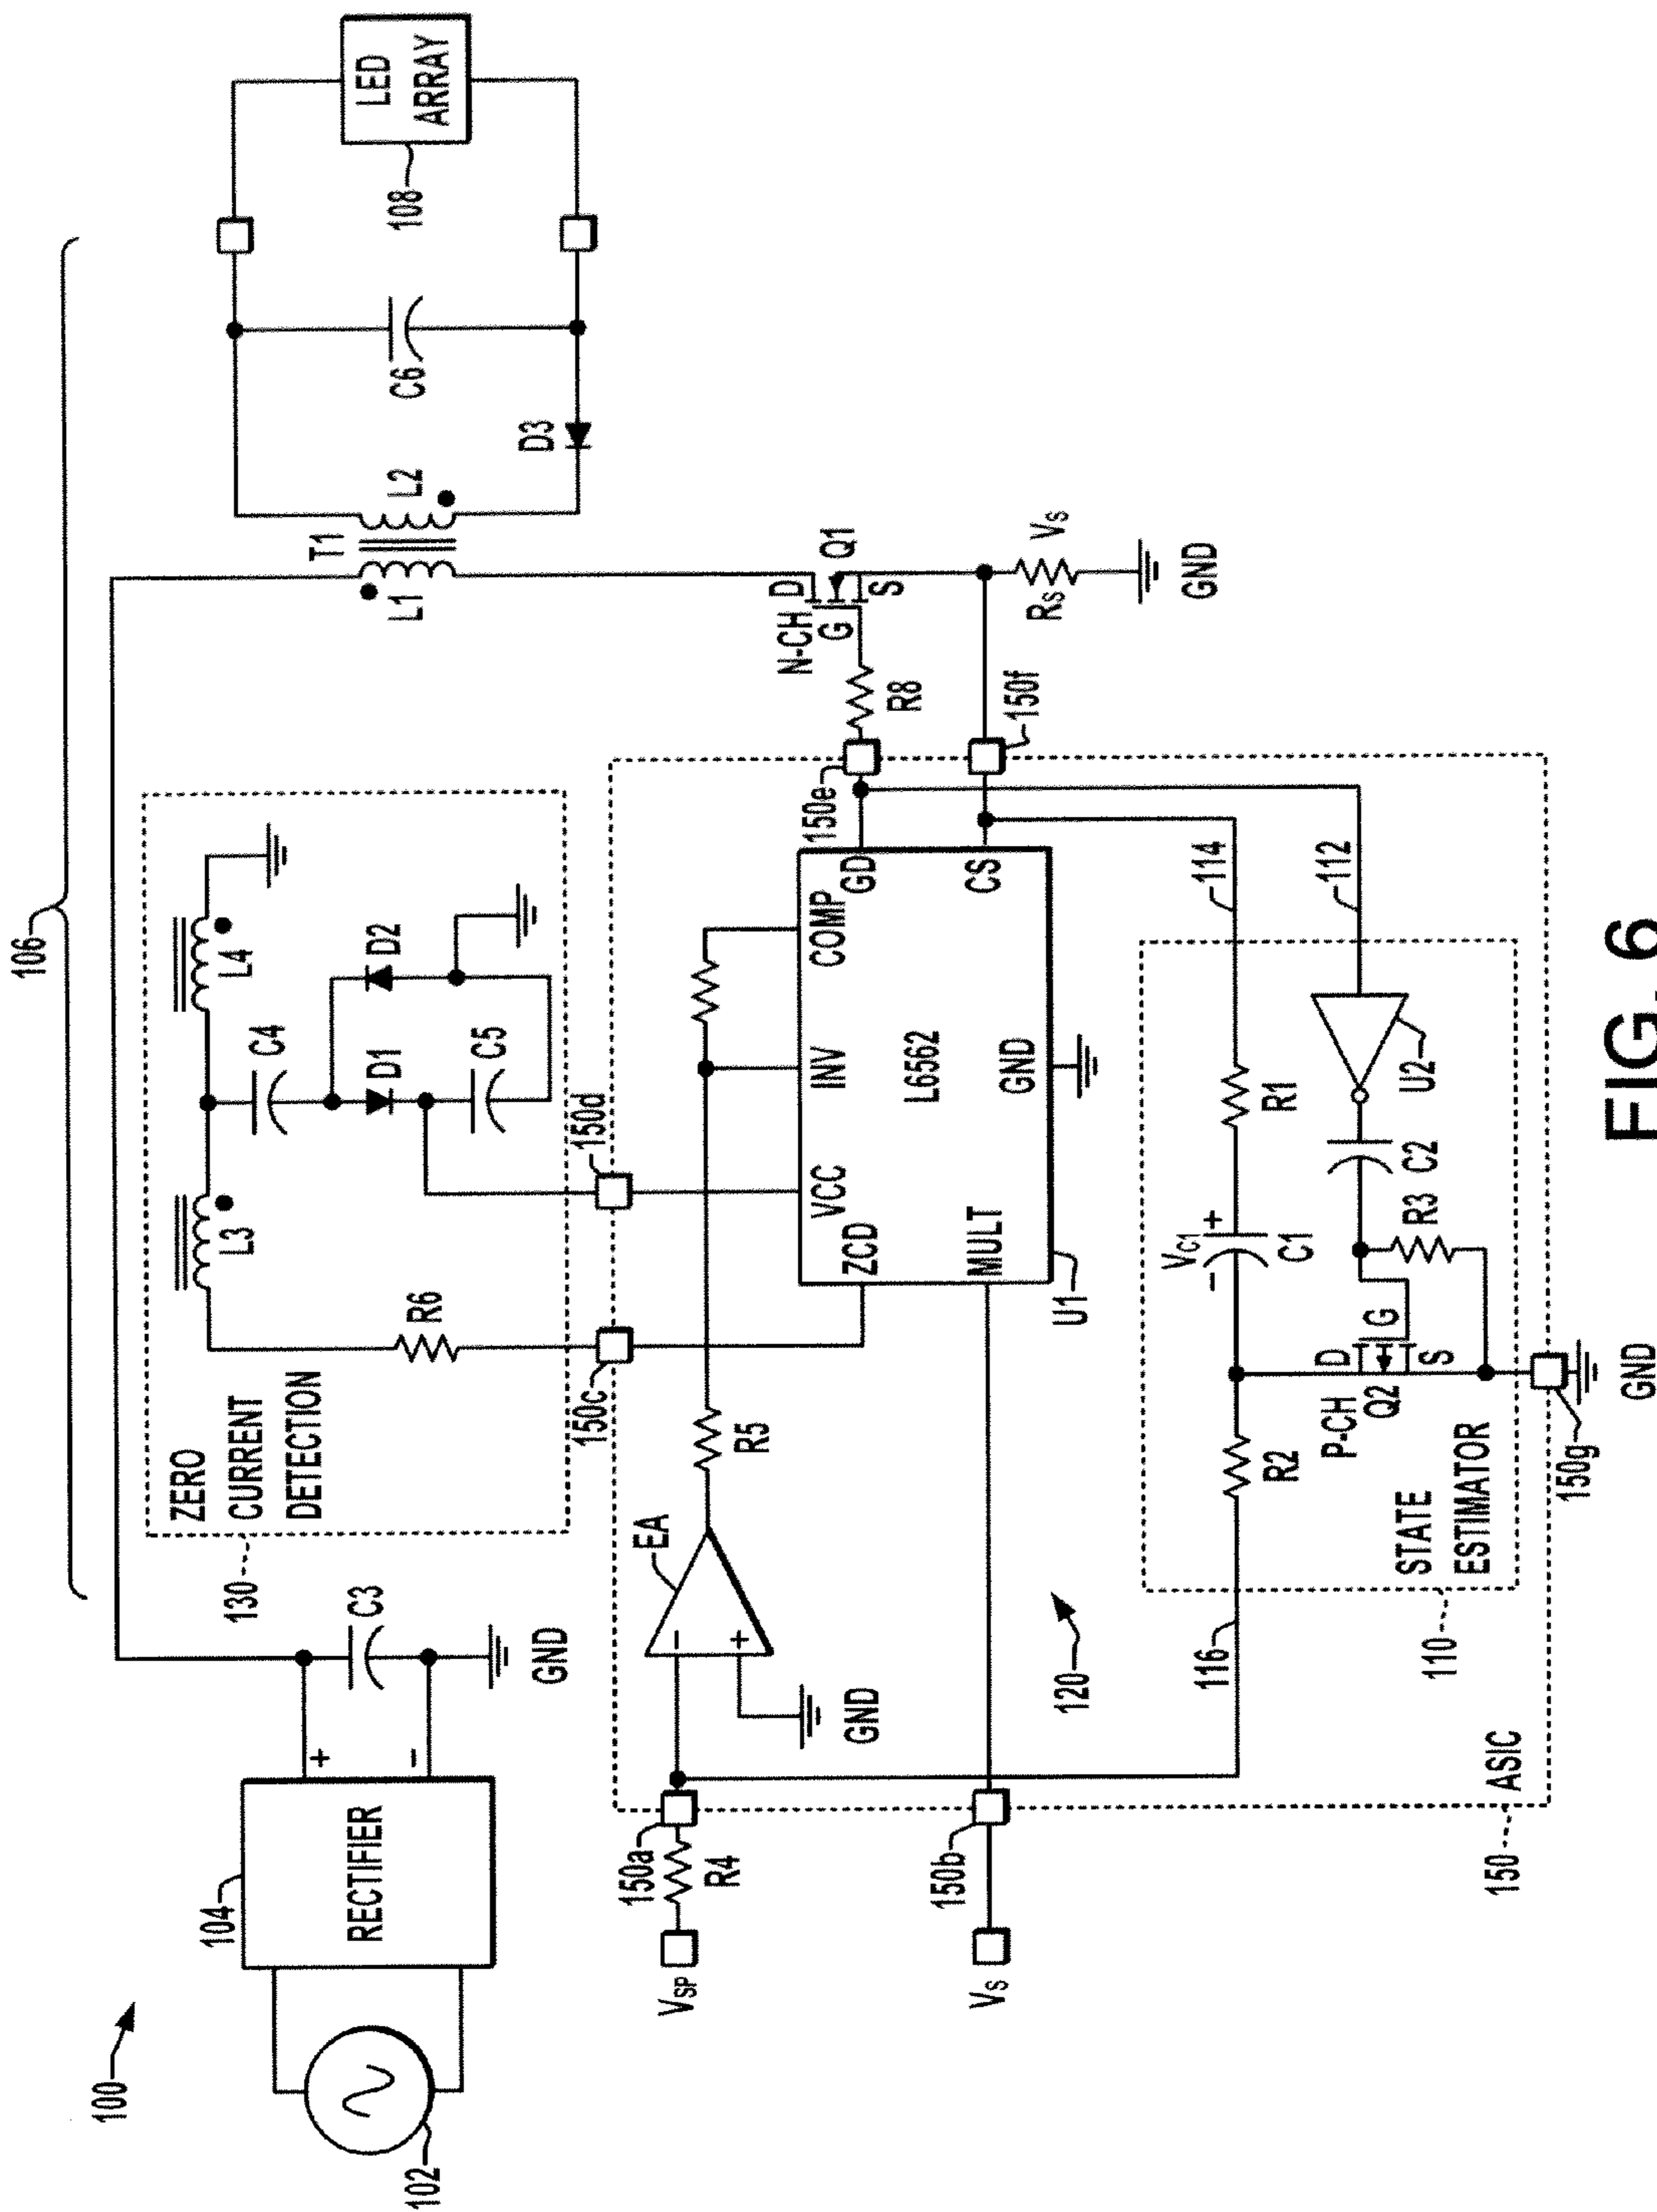 100
102
104
RECTIFIER
+
−
C3
GND
106
130
ZERO
CURRENT
DETECTION
L3
L4
C4
D1
D2
C5
R6
T1
L1
L2
D3
C6
108
LED
ARRAY
150c
150d
VSP
R4
150a
−
+
EA
GND
R5
VCC
INV
COMP
ZCD
GD
MULT
L6562
CS
GND
U1
150e
150f
R8
N-CH
D
G
S
Q1
RS
VS
GND
VS
150b
120
116
114
112
R2
VC1
−
+
C1
R1
P-CH
Q2
D
G
S
R3
C2
U2
STATE
ESTIMATOR
110
ASIC
150
150g
GND
FIG. 6